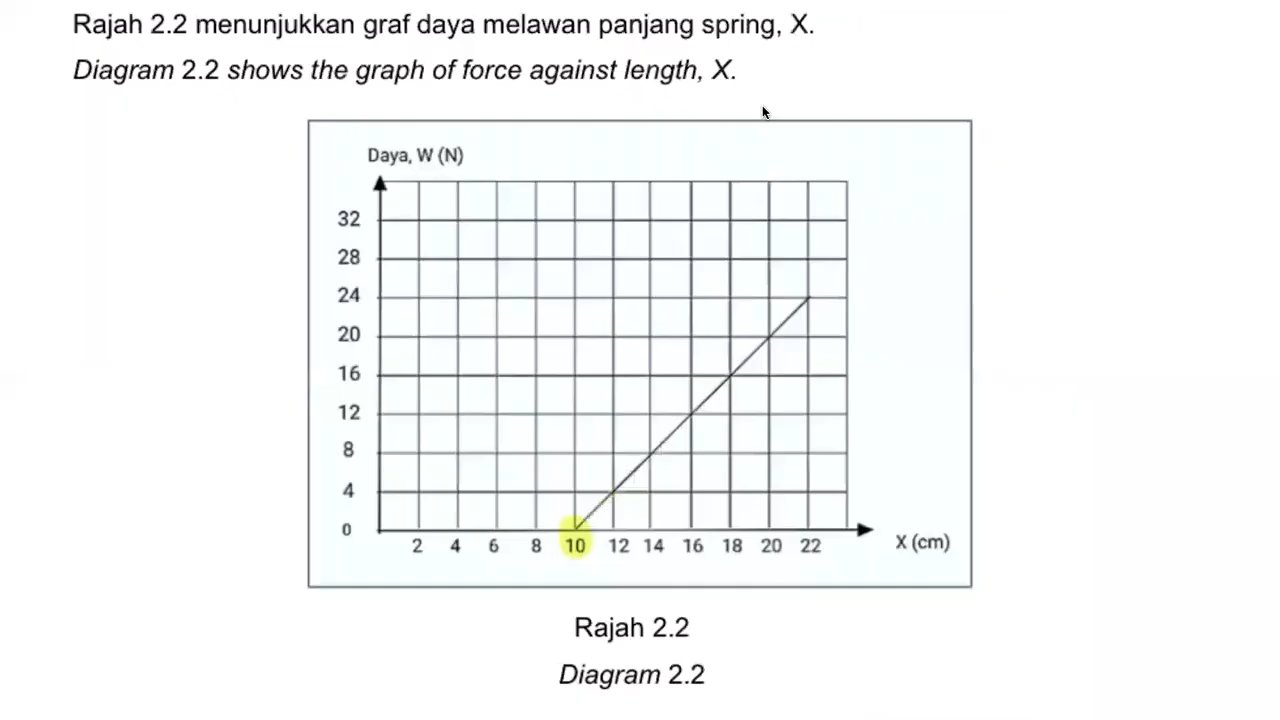 Rajah 2.2 menunjukkan graf daya melawan panjang spring, X.
Diagram 2.2 shows the graph of force against length, X.
Daya, W (N)
32
28
24
20
16
12
8
4
0
2 4 6 8 10 12 14 16 18 20 22
X (cm)
Rajah 2.2
Diagram 2.2